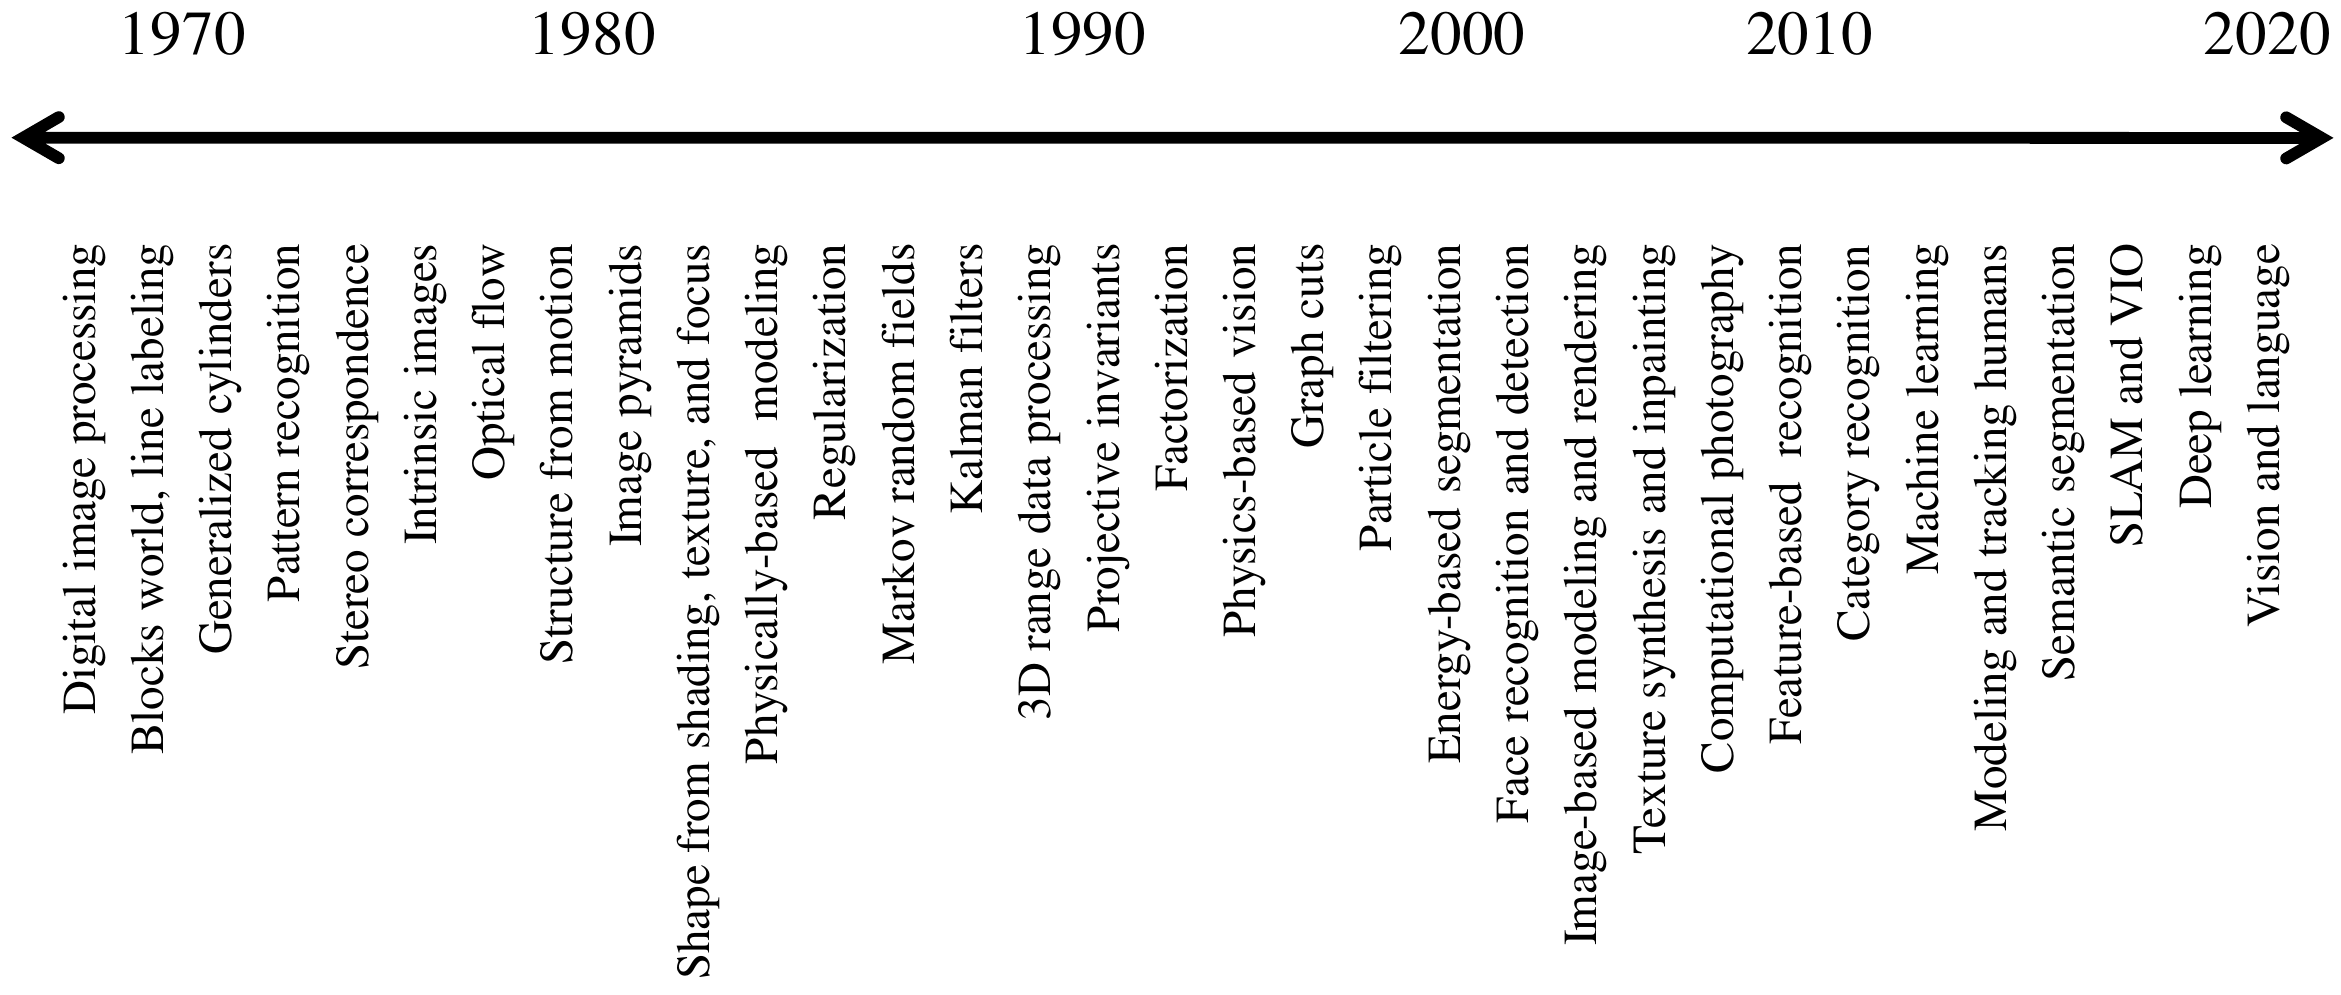 1970
1980
1990
2000
2010
2020
Digital image processing
Blocks world, line labeling
Generalized cylinders
Pattern recognition
Stereo correspondence
Intrinsic images
Optical flow
Structure from motion
Image pyramids
Shape from shading, texture, and focus
Physically-based modeling
Regularization
Markov random fields
Kalman filters
3D range data processing
Projective invariants
Factorization
Physics-based vision
Graph cuts
Particle filtering
Energy-based segmentation
Face recognition and detection
Image-based modeling and rendering
Texture synthesis and inpainting
Computational photography
Feature-based recognition
Category recognition
Machine learning
Modeling and tracking humans
Semantic segmentation
SLAM and VIO
Deep learning
Vision and language